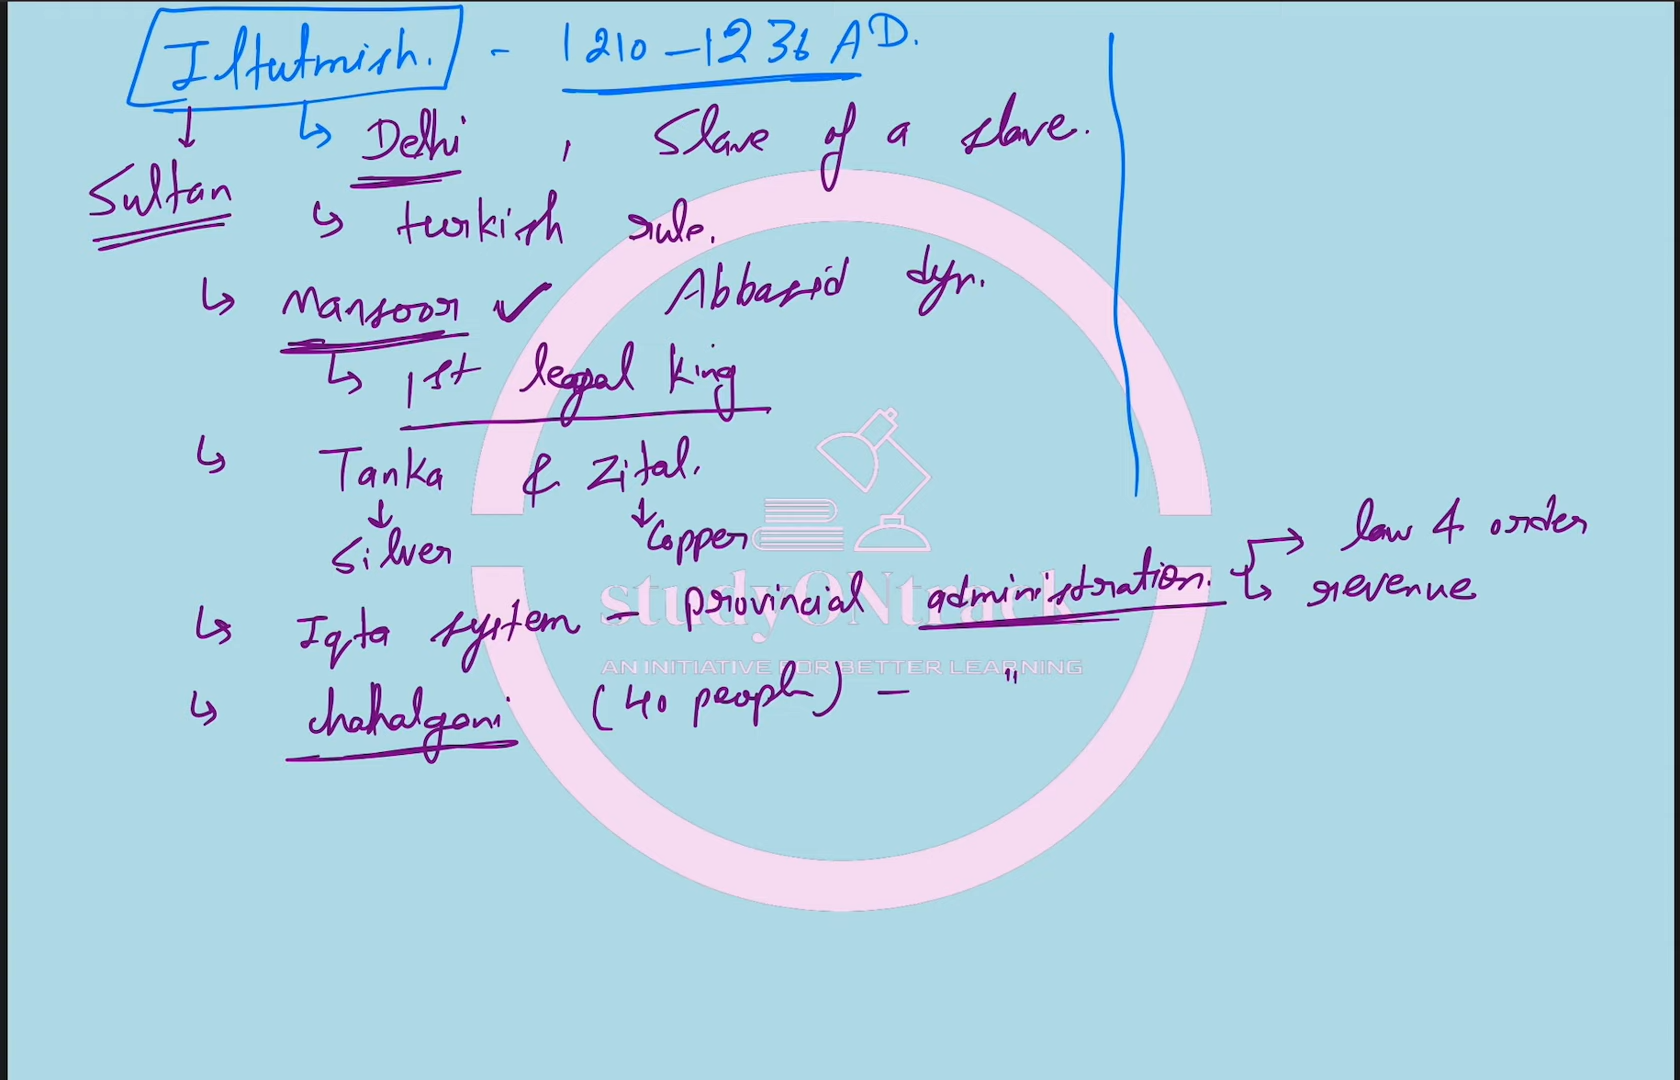 Iltutmish. - 1210-1236 AD.
Delhi , Slave of a slave.
Sultan
turkish rule.
Mansoor ✓ Abbasid dyn.
1st legal king
Tanka & Zital.
Silver Copper
Iqta system - provincial administration. law & order
revenue
studyONtrack
AN INITIATIVE FOR BETTER LEARNING
chahalgani (40 people) - "